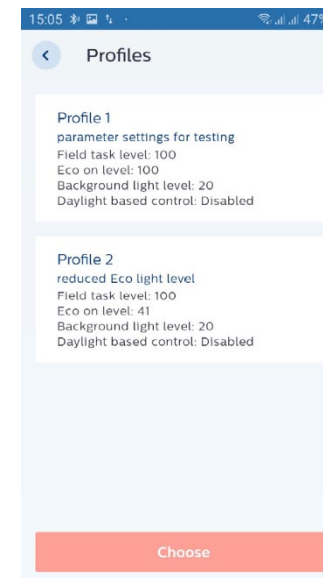 15:05 47%
Profiles
Profile 1
parameter settings for testing
Field task level: 100
Eco on level: 100
Background light level: 20
Daylight based control: Disabled
Profile 2
reduced Eco light level
Field task level: 100
Eco on level: 41
Background light level: 20
Daylight based control: Disabled
Choose